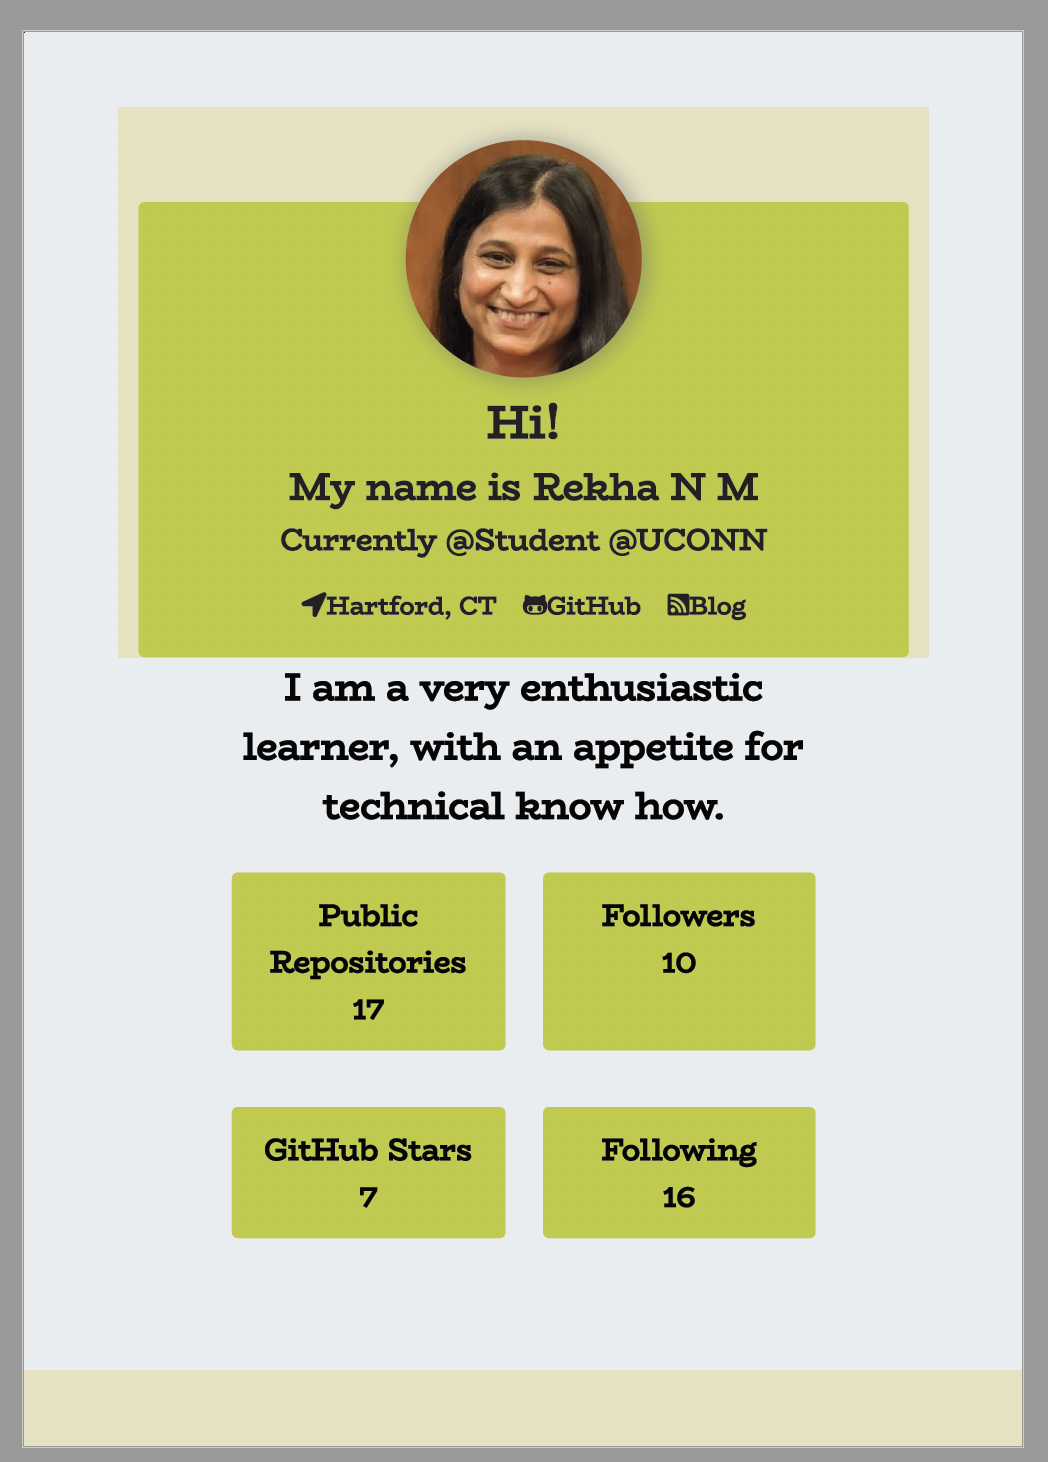 Hi!
My name is Rekha N M
Currently @Student @UCONN
Hartford, CT GitHub Blog
I am a very enthusiastic
learner, with an appetite for
technical know how.
Public
Repositories
17
Followers
10
GitHub Stars
7
Following
16